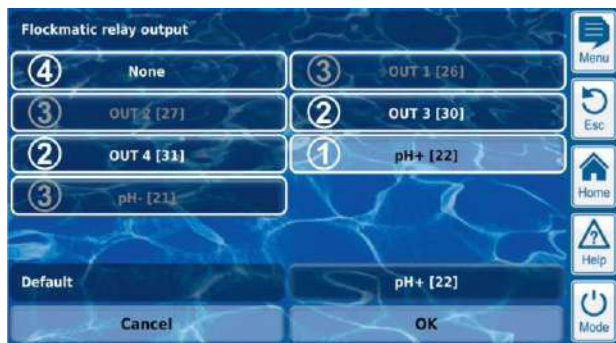 Flockmatic relay output
4 None
3 OUT 1 [26]
3 OUT 2 [27]
2 OUT 3 [30]
2 OUT 4 [31]
1 pH+ [22]
3 pH- [21]
Default pH+ [22]
Cancel OK
Menu
Esc
Home
? Help
Mode